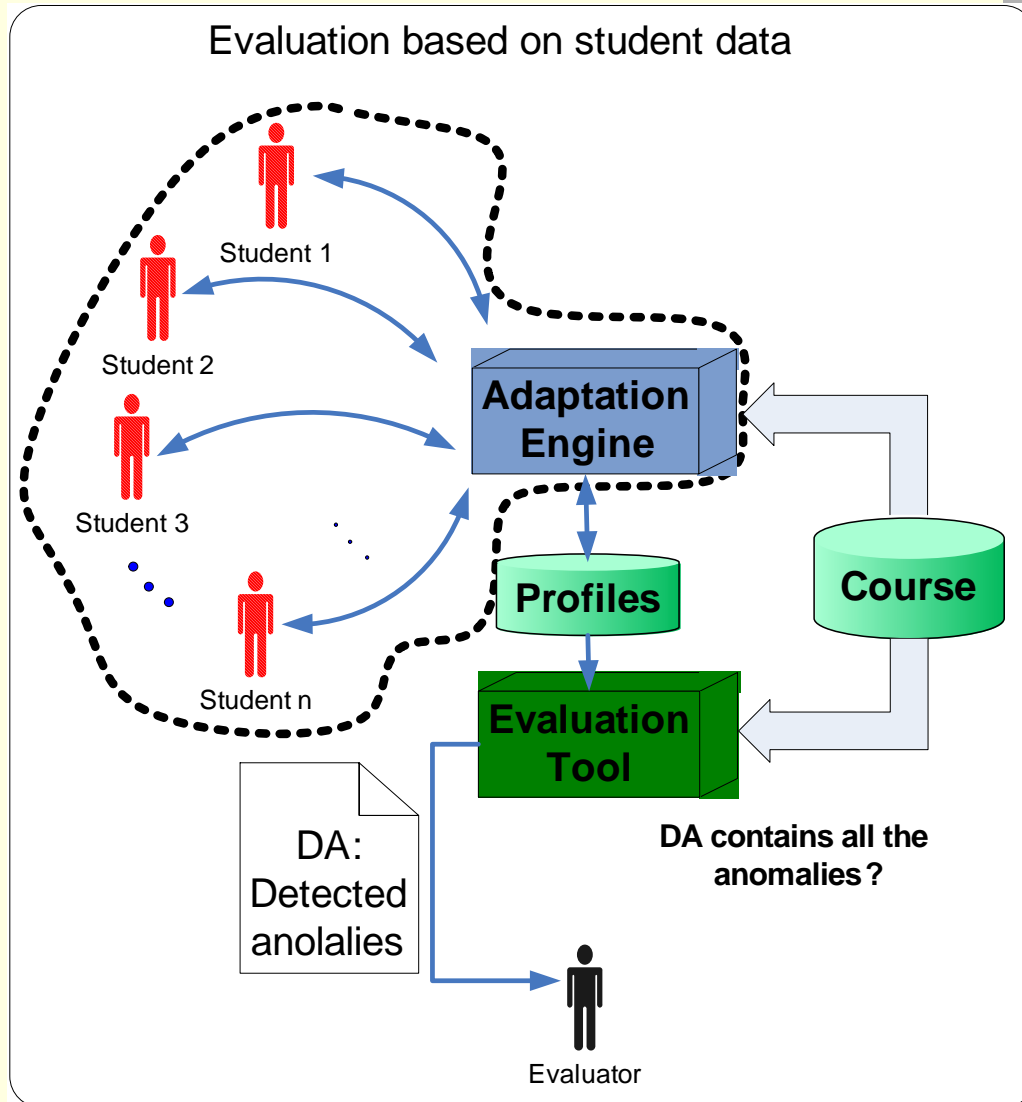 Evaluation based on student data
Student 1
Student 2
Adaptation
Engine
Student 3
Profiles
Course
Student n
Evaluation
Tool
DA:
Detected
anolalies
DA contains all the
anomalies ?
Evaluator